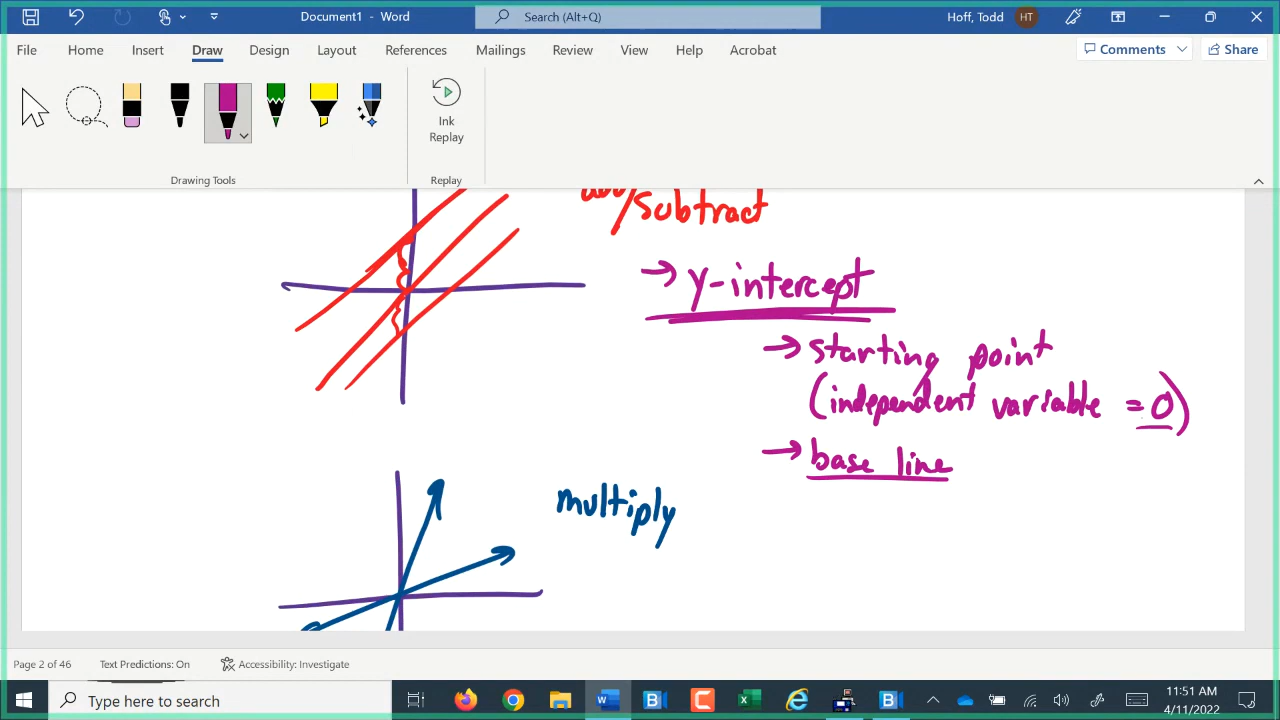 Document1 - Word
Search (Alt+Q)
Hoff, Todd
HT
File Home Insert Draw Design Layout References Mailings Review View Help Acrobat
Comments
Share
Ink Replay
Drawing Tools
Replay
add/subtract
→ y-intercept
→ starting point
(independent variable = 0)
→ base line
multiply
Page 2 of 46
Text Predictions: On
Accessibility: Investigate
Type here to search
11:51 AM
4/11/2022